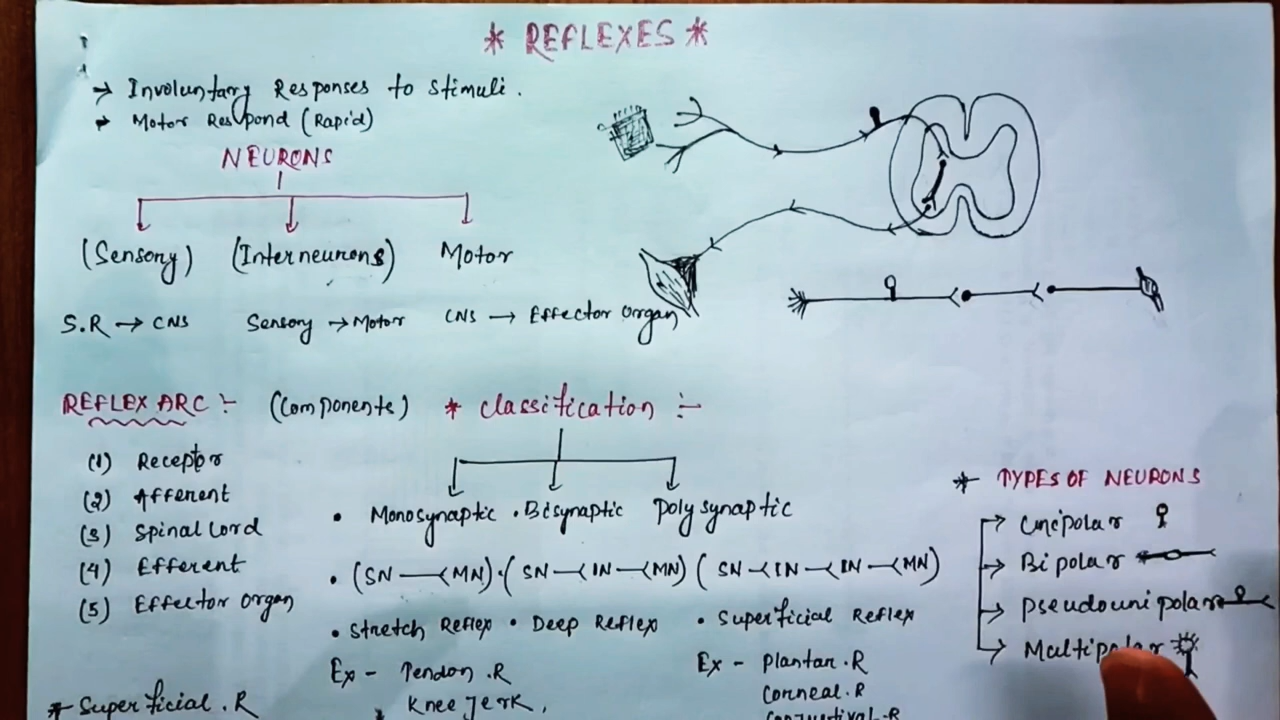 * REFLEXES *
→ Involuntary Responses to stimuli.
→ Motor Respond (Rapid)
NEURONS
(Sensory) (Interneurons) Motor
S.R → CNS Sensory → Motor CNS → Effector Organ
REFLEX ARC :- (Componente) * Classification :-
(1) Receptor
(2) Afferent
(3) Spinal Cord
(4) Efferent
(5) Effector Organ
• Monosynaptic • Bisynaptic Polysynaptic
• (SN —< MN) • (SN —< IN —< MN) (SN —< IN —< IN —< MN)
• Stretch Reflex • Deep Reflex • Superficial Reflex
Ex - Tendon .R
Knee Jerk,
Ex - Plantar .R
Corneal .R
Conjuctival .R
* TYPES OF NEURONS
→ Unipolar
→ Bipolar
→ Pseudounipolar
→ Multipolar
* Superficial .R